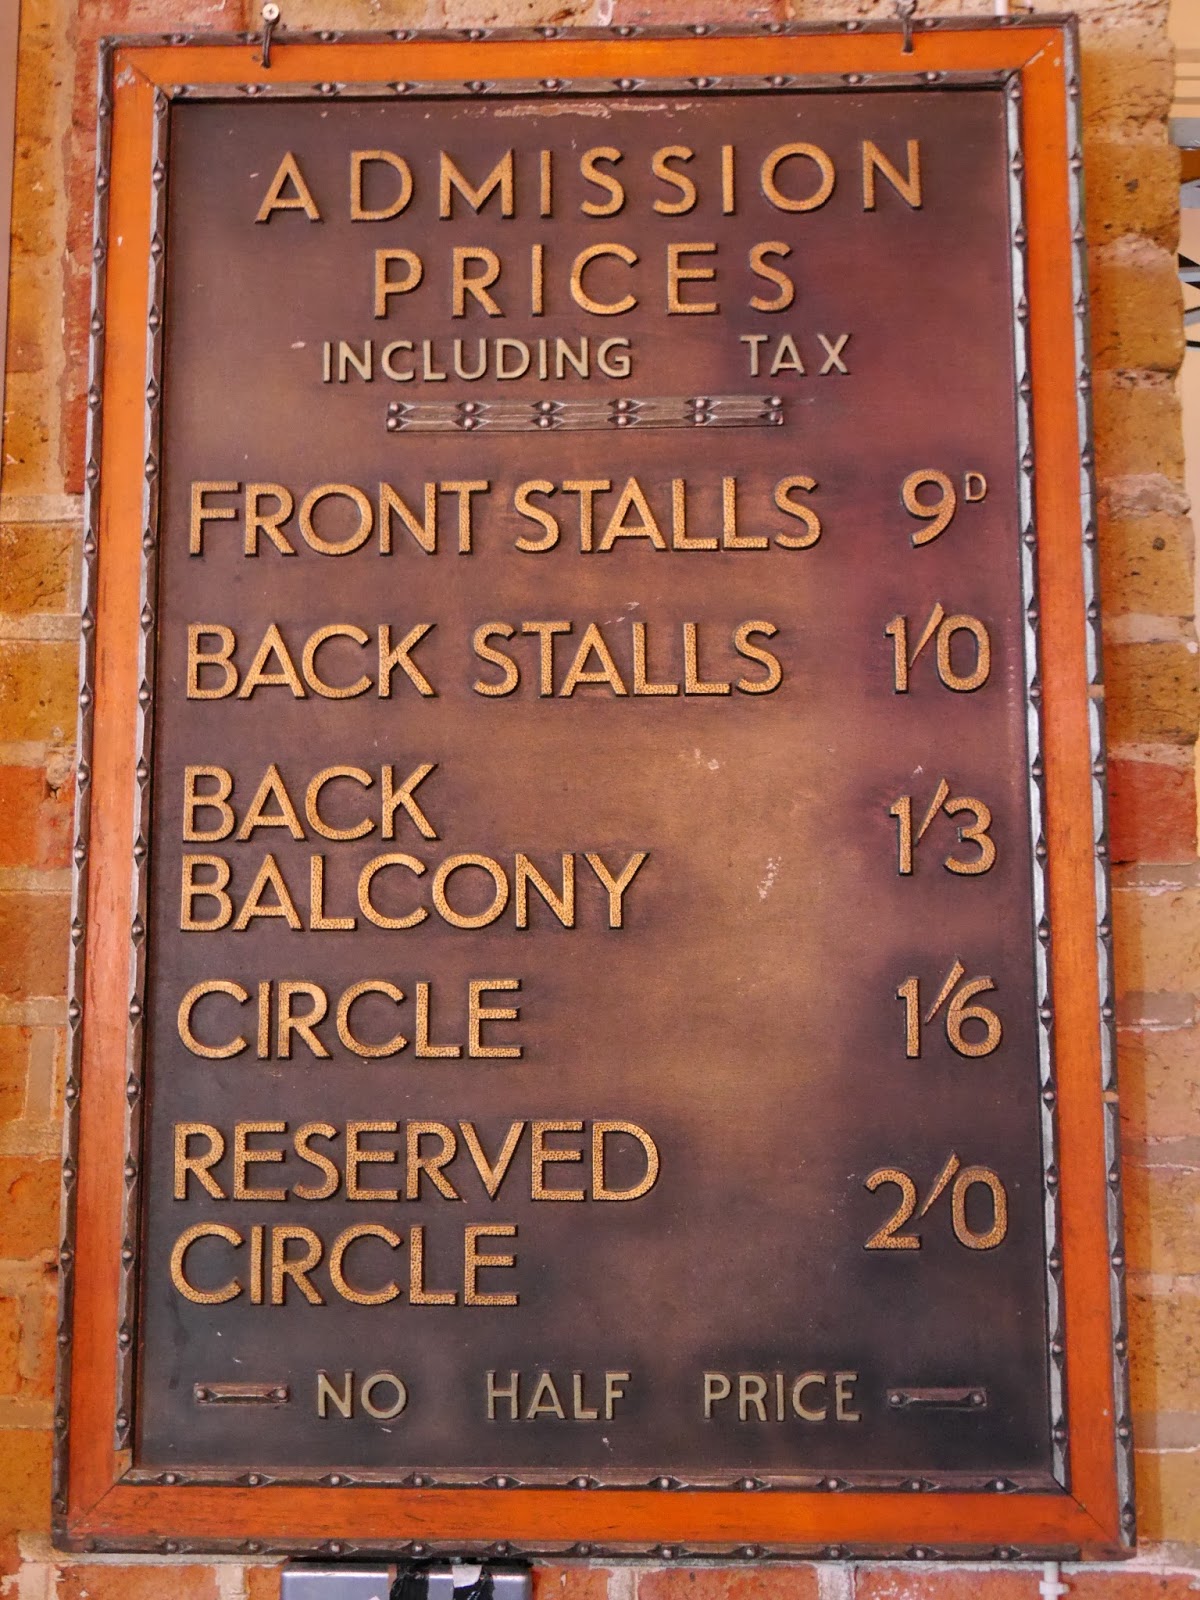 ADMISSION
PRICES
INCLUDING TAX
FRONT STALLS 9D
BACK STALLS 1/0
BACK
BALCONY 1/3
CIRCLE 1/6
RESERVED
CIRCLE 2/0
NO HALF PRICE